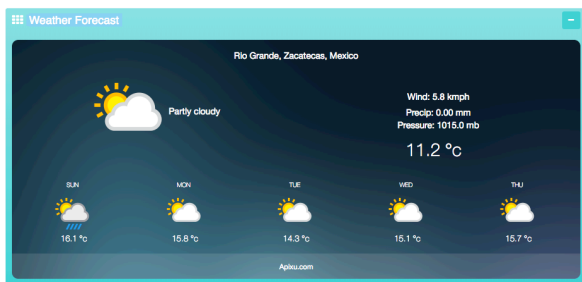 Weather Forecast
Rio Grande, Zacatecas, Mexico
Partly cloudy
Wind: 5.8 kmph
Precip: 0.00 mm
Pressure: 1015.0 mb
11.2 °c
SUN MON TUE WED THU
16.1 °c 15.8 °c 14.3 °c 15.1 °c 15.7 °c
Apixu.com